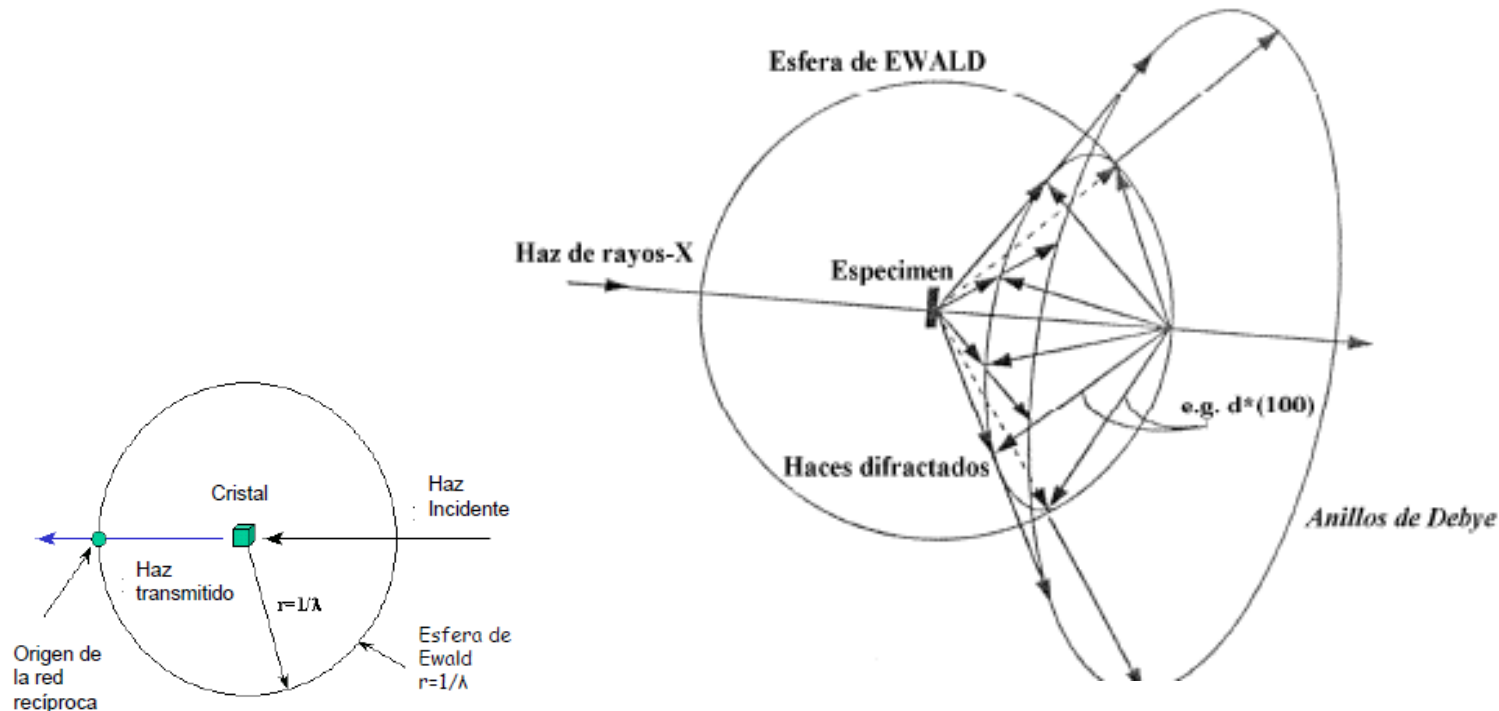 Esfera de EWALD
Haz de rayos-X
Especimen
e.g. d*(100)
Haces difractados
Anillos de Debye
Cristal
: Haz
Incidente
: Haz
transmitido
r=1/λ
Origen de
la red
recíproca
Esfera de
Ewald
r=1/λ